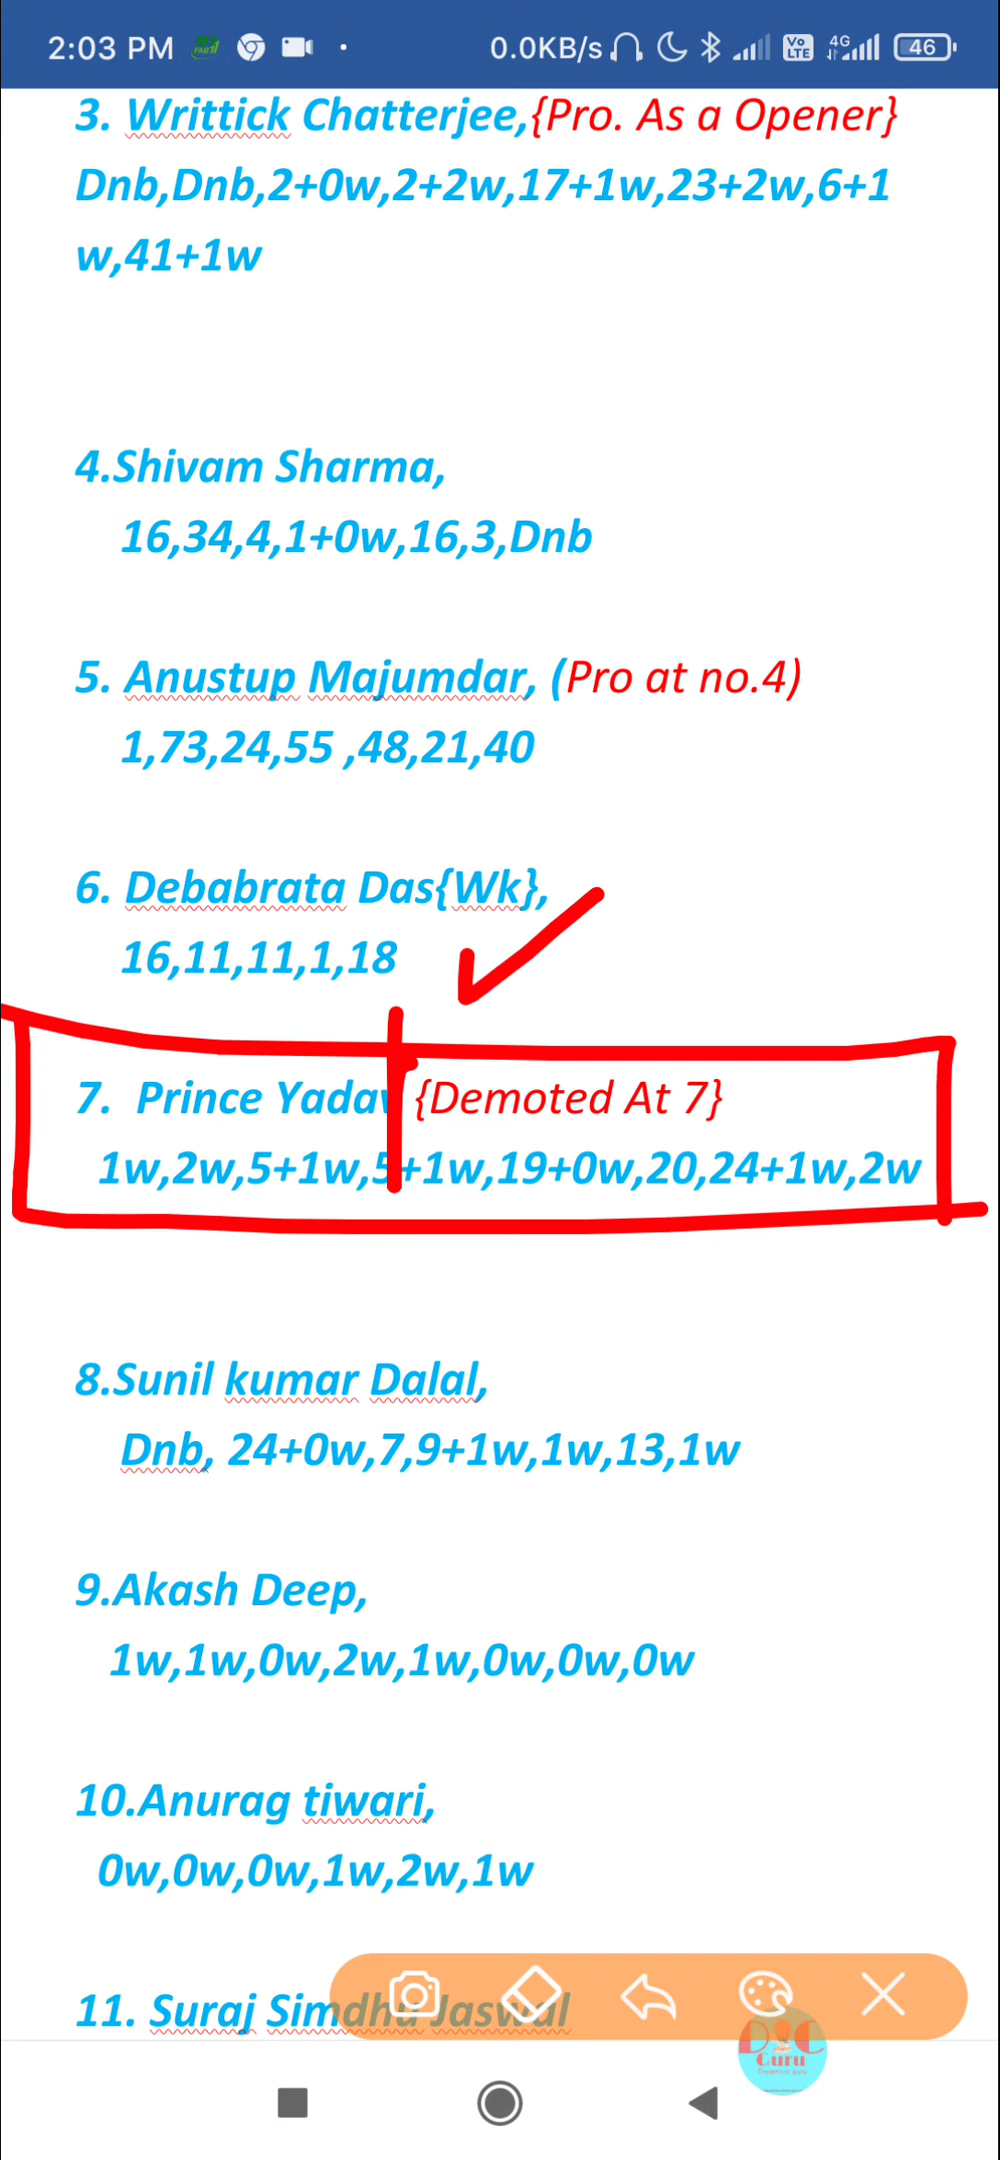 2:03 PM 0.0KB/s Vo LTE 4G 46
3. Writtick Chatterjee,{Pro. As a Opener}
Dnb,Dnb,2+0w,2+2w,17+1w,23+2w,6+1
w,41+1w
4.Shivam Sharma,
16,34,4,1+0w,16,3,Dnb
5. Anustup Majumdar, (Pro at no.4)
1,73,24,55 ,48,21,40
6. Debabrata Das{Wk},
16,11,11,1,18
7. Prince Yadav {Demoted At 7}
1w,2w,5+1w,5+1w,19+0w,20,24+1w,2w
8.Sunil kumar Dalal,
Dnb, 24+0w,7,9+1w,1w,13,1w
9.Akash Deep,
1w,1w,0w,2w,1w,0w,0w,0w
10.Anurag tiwari,
0w,0w,0w,1w,2w,1w
11. Suraj Simdhu Jaswal
Guru